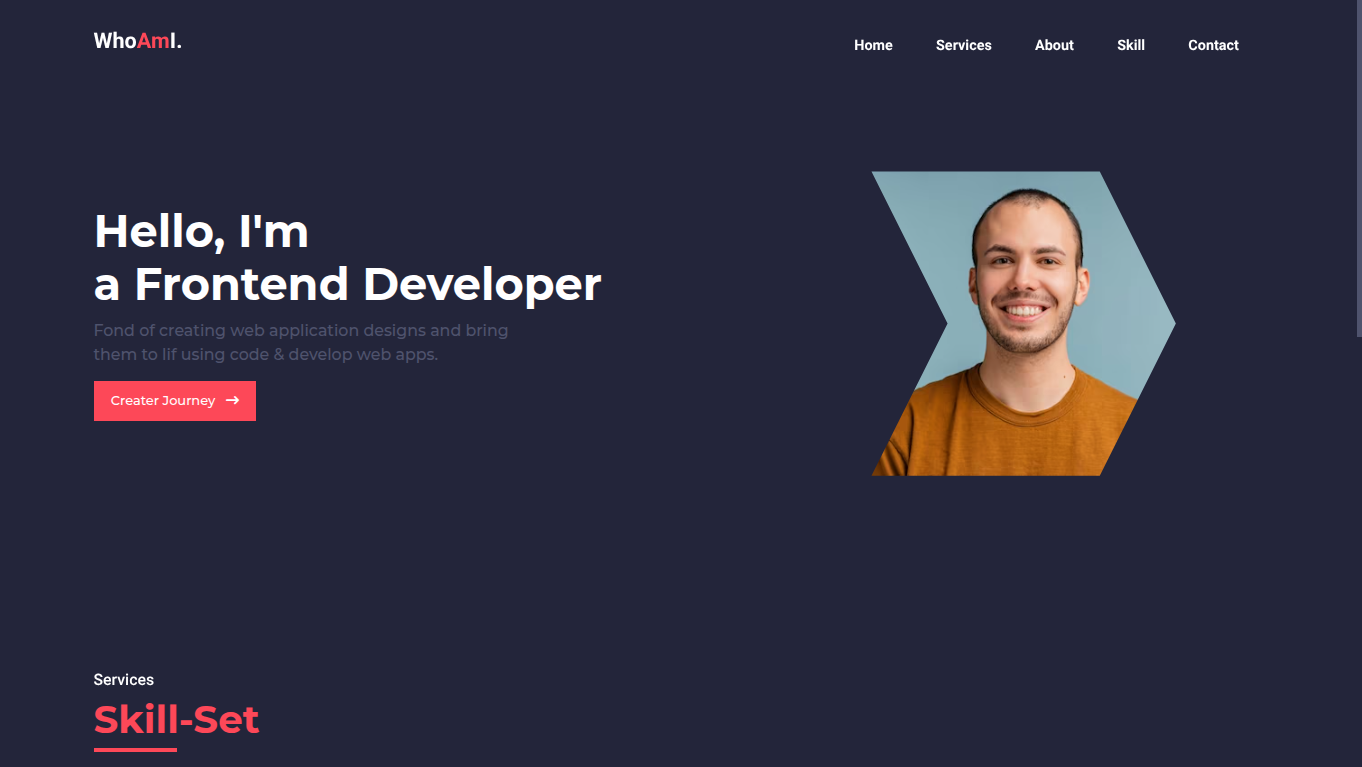 WhoAmI.
Home Services About Skill Contact
Hello, I'm
a Frontend Developer
Fond of creating web application designs and bring
them to lif using code & develop web apps.
Creater Journey →
Services
Skill-Set